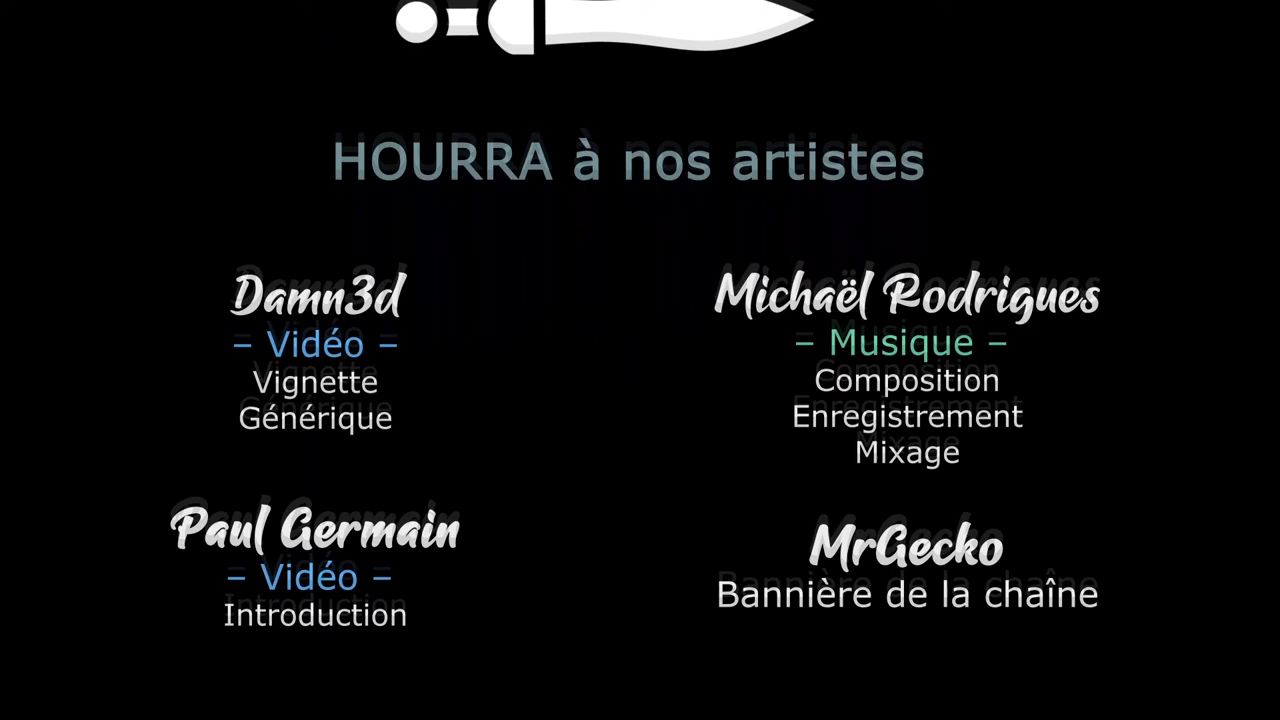 HOURRA à nos artistes
Damn3d
– Vidéo –
Vignette
Générique
Michaël Rodrigues
– Musique –
Composition
Enregistrement
Mixage
Paul Germain
– Vidéo –
Introduction
MrGecko
Bannière de la chaîne